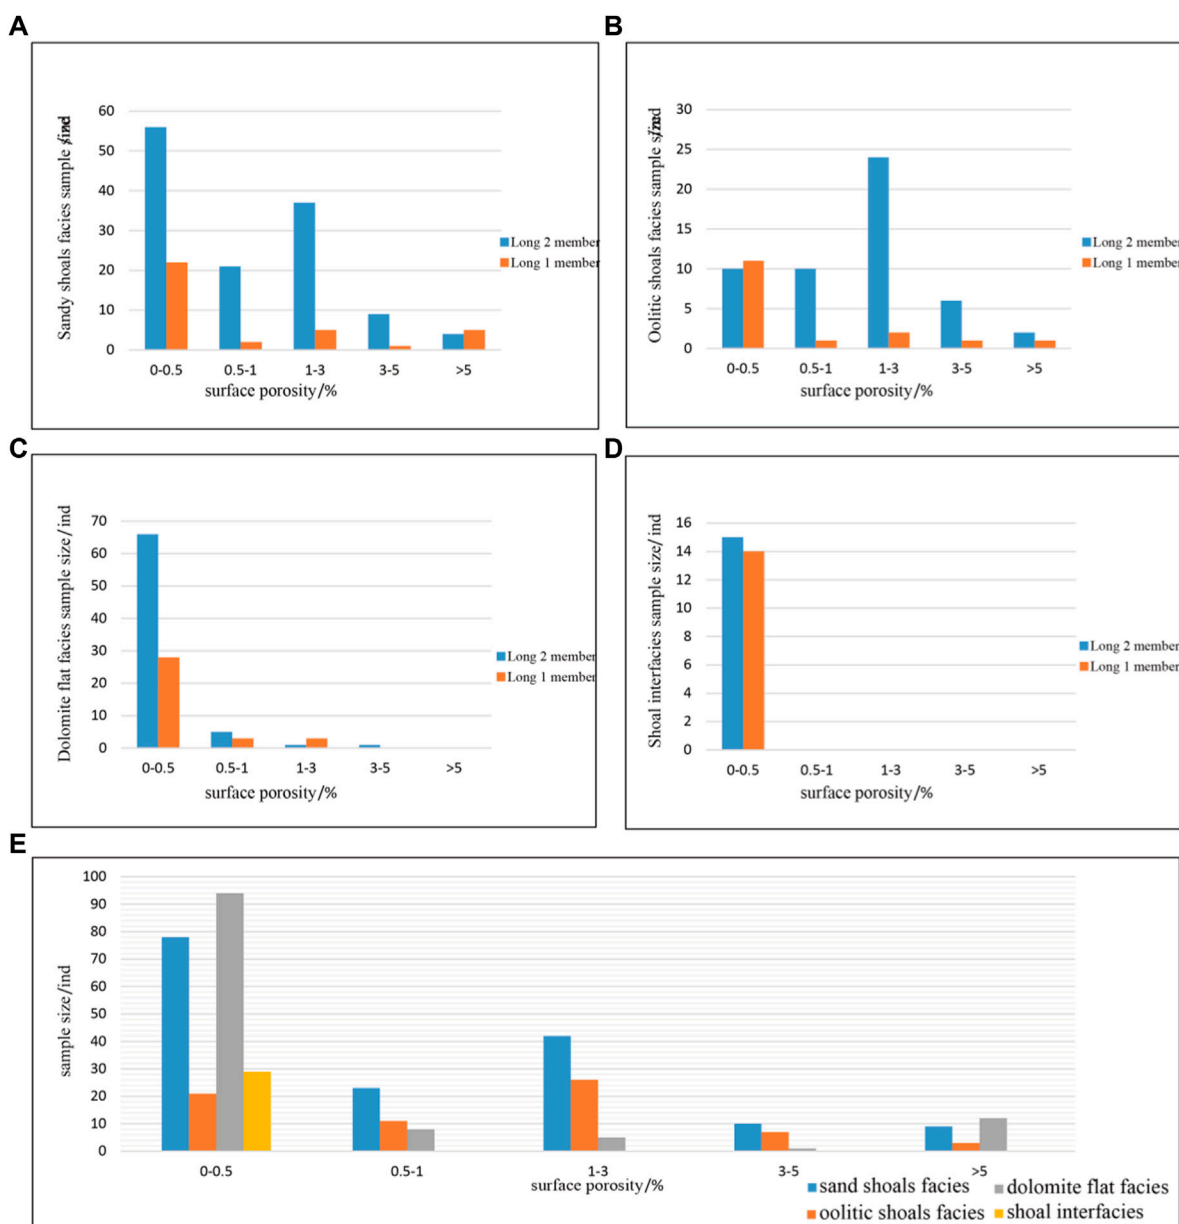 A
Sandy shoals facies sample size/ind
60
50
40
30
20
10
0
0-0.5 0.5-1 1-3 3-5 >5
surface porosity/%
Long 2 member
Long 1 member
B
Oolitic shoals facies sample size/ind
30
25
20
15
10
5
0
0-0.5 0.5-1 1-3 3-5 >5
surface porosity/%
Long 2 member
Long 1 member
C
Dolomite flat facies sample size/ind
70
60
50
40
30
20
10
0
0-0.5 0.5-1 1-3 3-5 >5
surface porosity/%
Long 2 member
Long 1 member
D
Shoal interfacies sample size/ind
16
14
12
10
8
6
4
2
0
0-0.5 0.5-1 1-3 3-5 >5
surface porosity/%
Long 2 member
Long 1 member
E
sample size/ind
100
90
80
70
60
50
40
30
20
10
0
0-0.5 0.5-1 1-3 3-5 >5
surface porosity/%
sand shoals facies dolomite flat facies
oolitic shoals facies shoal interfacies